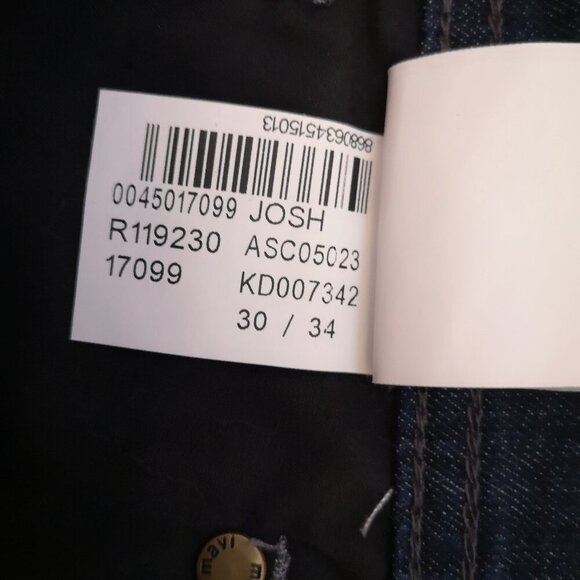 8680634515013
0045017099 JOSH
R119230 ASC05023
17099 KD007342
30 / 34
mavi m